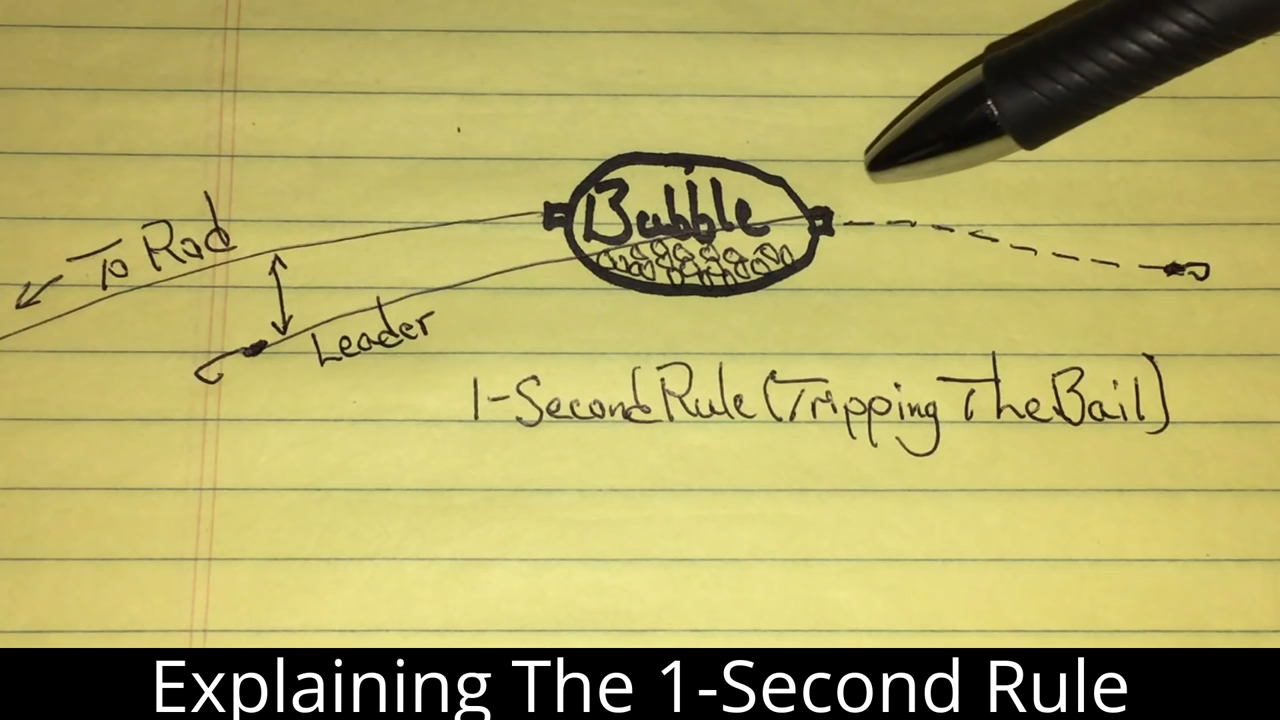 Bubble
To Rod
Leader
1-Second Rule (Tripping The Bail)
Explaining The 1-Second Rule